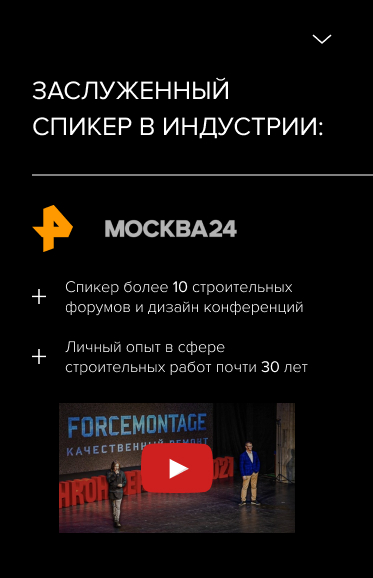 ЗАСЛУЖЕННЫЙ
СПИКЕР В ИНДУСТРИИ:
МОСКВА24
Спикер более 10 строительных
форумов и дизайн конференций
Личный опыт в сфере
строительных работ почти 30 лет
FORCEMONTAGE
КАЧЕСТВЕННЫЙ РЕМОНТ